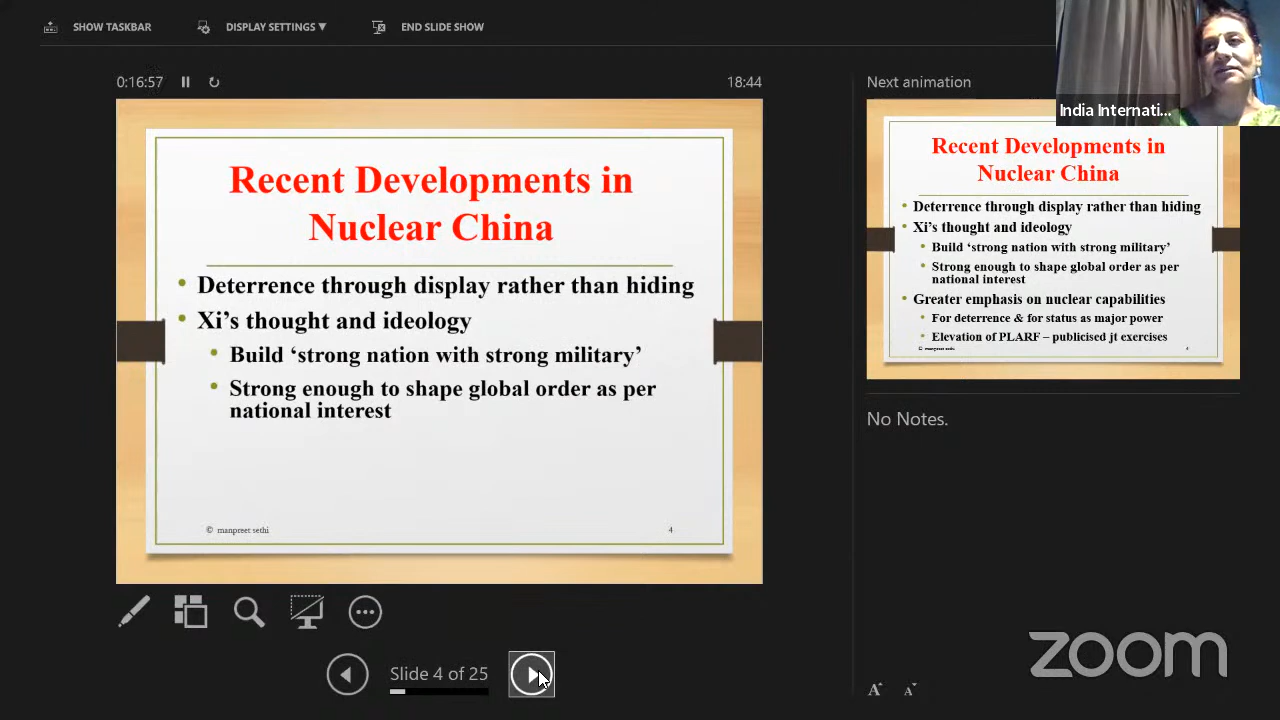 SHOW TASKBAR
DISPLAY SETTINGS ▼
END SLIDE SHOW
0:16:57
18:44
Recent Developments in
Nuclear China
• Deterrence through display rather than hiding
• Xi’s thought and ideology
• Build ‘strong nation with strong military’
• Strong enough to shape global order as per
national interest
© manpreet sethi
4
Slide 4 of 25
Next animation
India Internati...
Recent Developments in
Nuclear China
• Deterrence through display rather than hiding
• Xi’s thought and ideology
• Build ‘strong nation with strong military’
• Strong enough to shape global order as per
national interest
• Greater emphasis on nuclear capabilities
• For deterrence & for status as major power
• Elevation of PLARF – publicised jt exercises
© manpreet sethi
4
No Notes.
zoom
A A